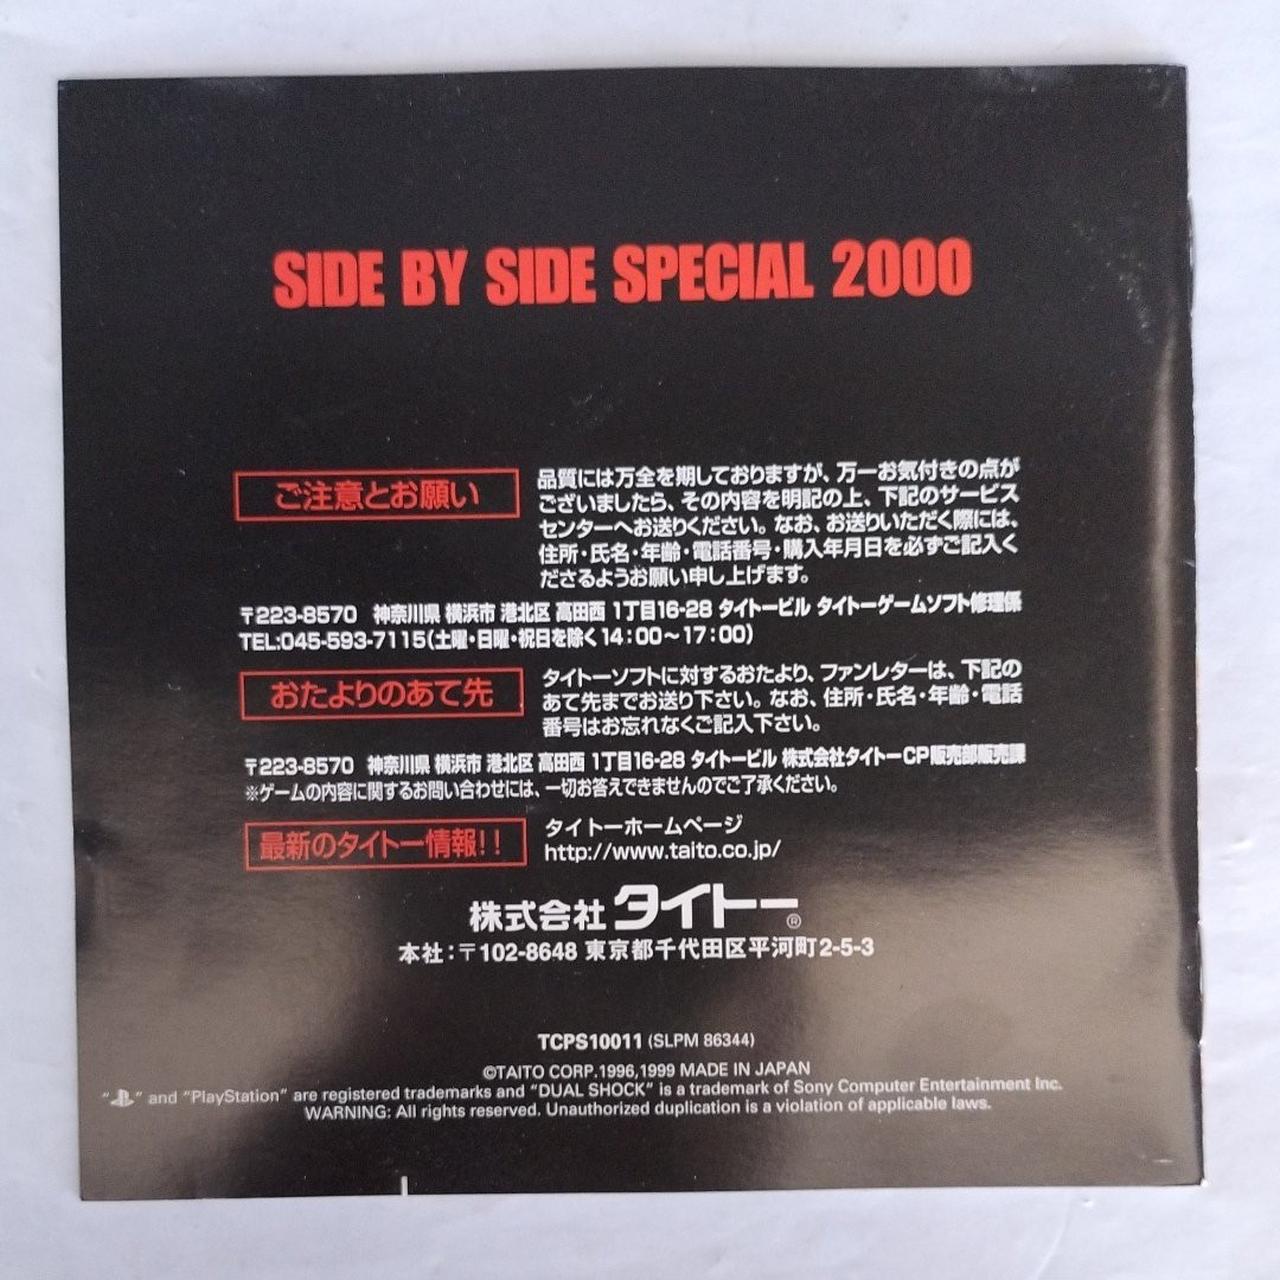 SIDE BY SIDE SPECIAL 2000
ご注意とお願い
品質には万全を期しておりますが、万一お気付きの点が
ございましたら、その内容を明記の上、下記のサービス
センターへお送りください。なお、お送りいただく際には、
住所・氏名・年齢・電話番号・購入年月日を必ずご記入く
ださるようお願い申し上げます。
〒223-8570 神奈川県 横浜市 港北区 高田西 1丁目16-28 タイトービル タイトーゲームソフト修理係
TEL:045-593-7115(土曜・日曜・祝日を除く14:00〜17:00)
おたよりのあて先
タイトーソフトに対するおたより、ファンレターは、下記の
あて先までお送り下さい。なお、住所・氏名・年齢・電話
番号はお忘れなくご記入下さい。
〒223-8570 神奈川県 横浜市 港北区 高田西 1丁目16-28 タイトービル 株式会社タイトーCP販売部販売課
※ゲームの内容に関するお問い合わせには、一切お答えできませんのでご了承ください。
最新のタイトー情報!!
タイトーホームページ
http://www.taito.co.jp/
株式会社 タイトー®
本社:〒102-8648 東京都千代田区平河町2-5-3
TCPS10011 (SLPM 86344)
©TAITO CORP.1996,1999 MADE IN JAPAN
“ ” and “PlayStation” are registered trademarks and “DUAL SHOCK” is a trademark of Sony Computer Entertainment Inc.
WARNING: All rights reserved. Unauthorized duplication is a violation of applicable laws.